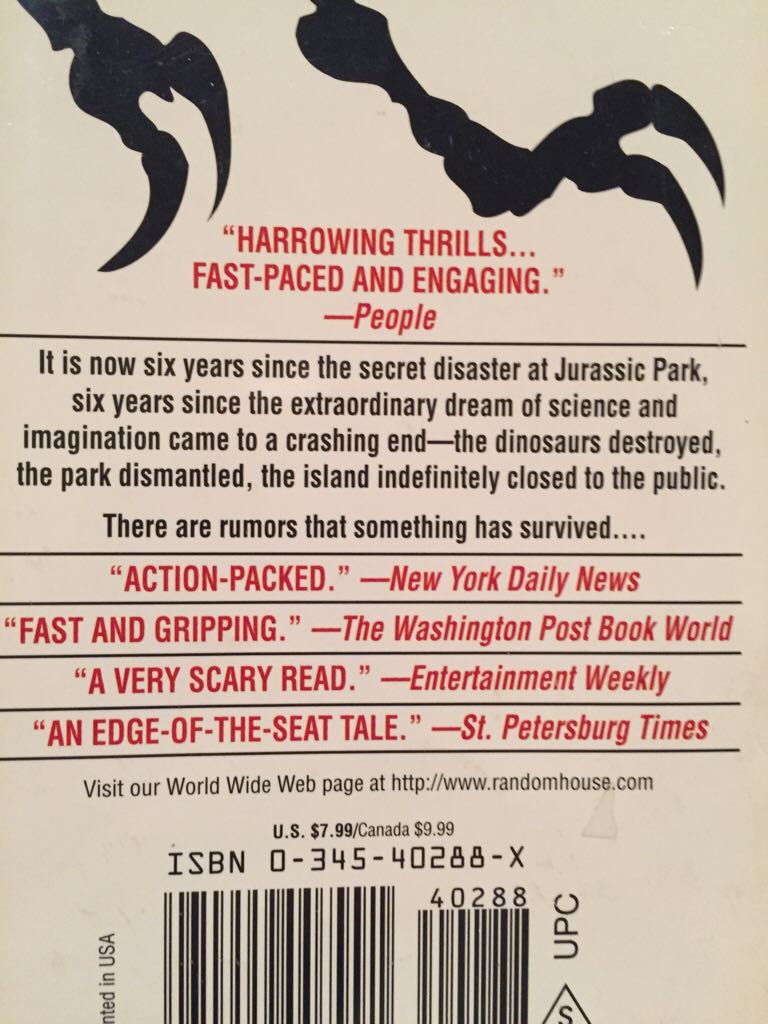 “HARROWING THRILLS...
FAST-PACED AND ENGAGING.”
—People
It is now six years since the secret disaster at Jurassic Park,
six years since the extraordinary dream of science and
imagination came to a crashing end—the dinosaurs destroyed,
the park dismantled, the island indefinitely closed to the public.
There are rumors that something has survived....
“ACTION-PACKED.” —New York Daily News
“FAST AND GRIPPING.” —The Washington Post Book World
“A VERY SCARY READ.” —Entertainment Weekly
“AN EDGE-OF-THE-SEAT TALE.” —St. Petersburg Times
Visit our World Wide Web page at http://www.randomhouse.com
U.S. $7.99/Canada $9.99
ISBN 0-345-40288-X
40288
UPC
S
nted in USA